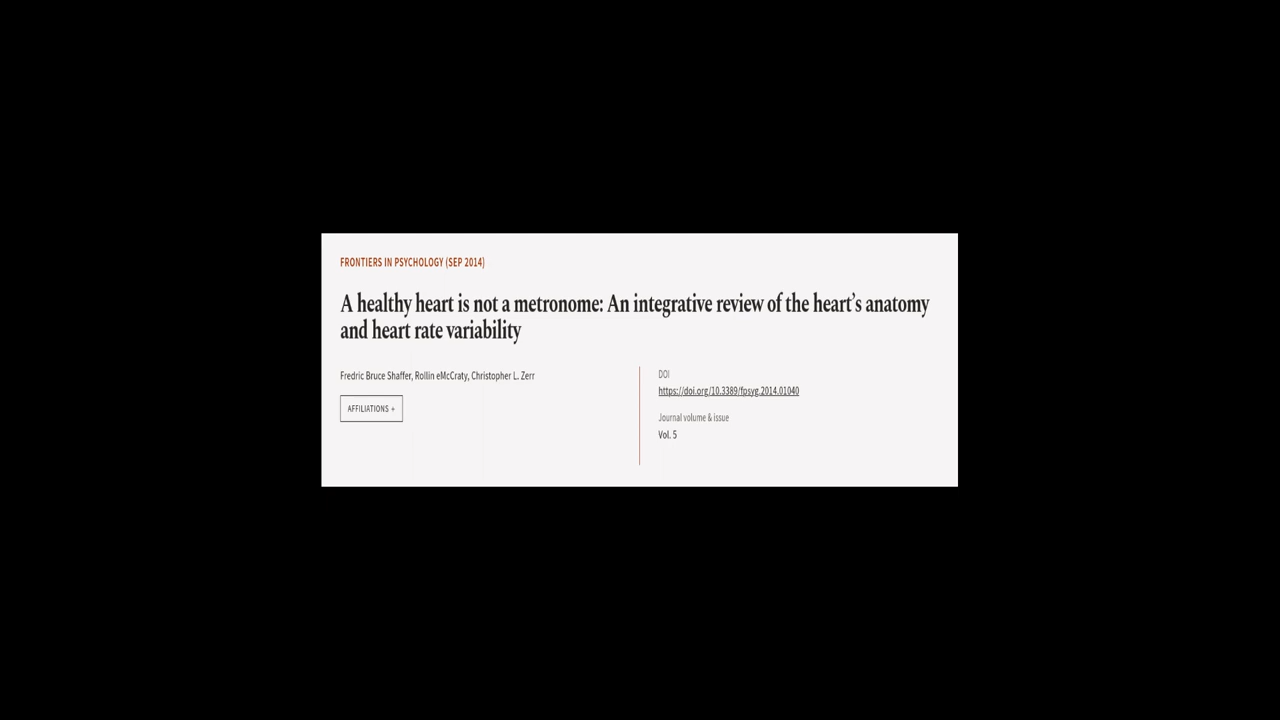 FRONTIERS IN PSYCHOLOGY (SEP 2014)
A healthy heart is not a metronome: An integrative review of the heart’s anatomy
and heart rate variability
Fredric Bruce Shaffer, Rollin eMcCraty, Christopher L. Zerr
AFFILIATIONS +
DOI
https://doi.org/10.3389/fpsyg.2014.01040
Journal volume & issue
Vol. 5